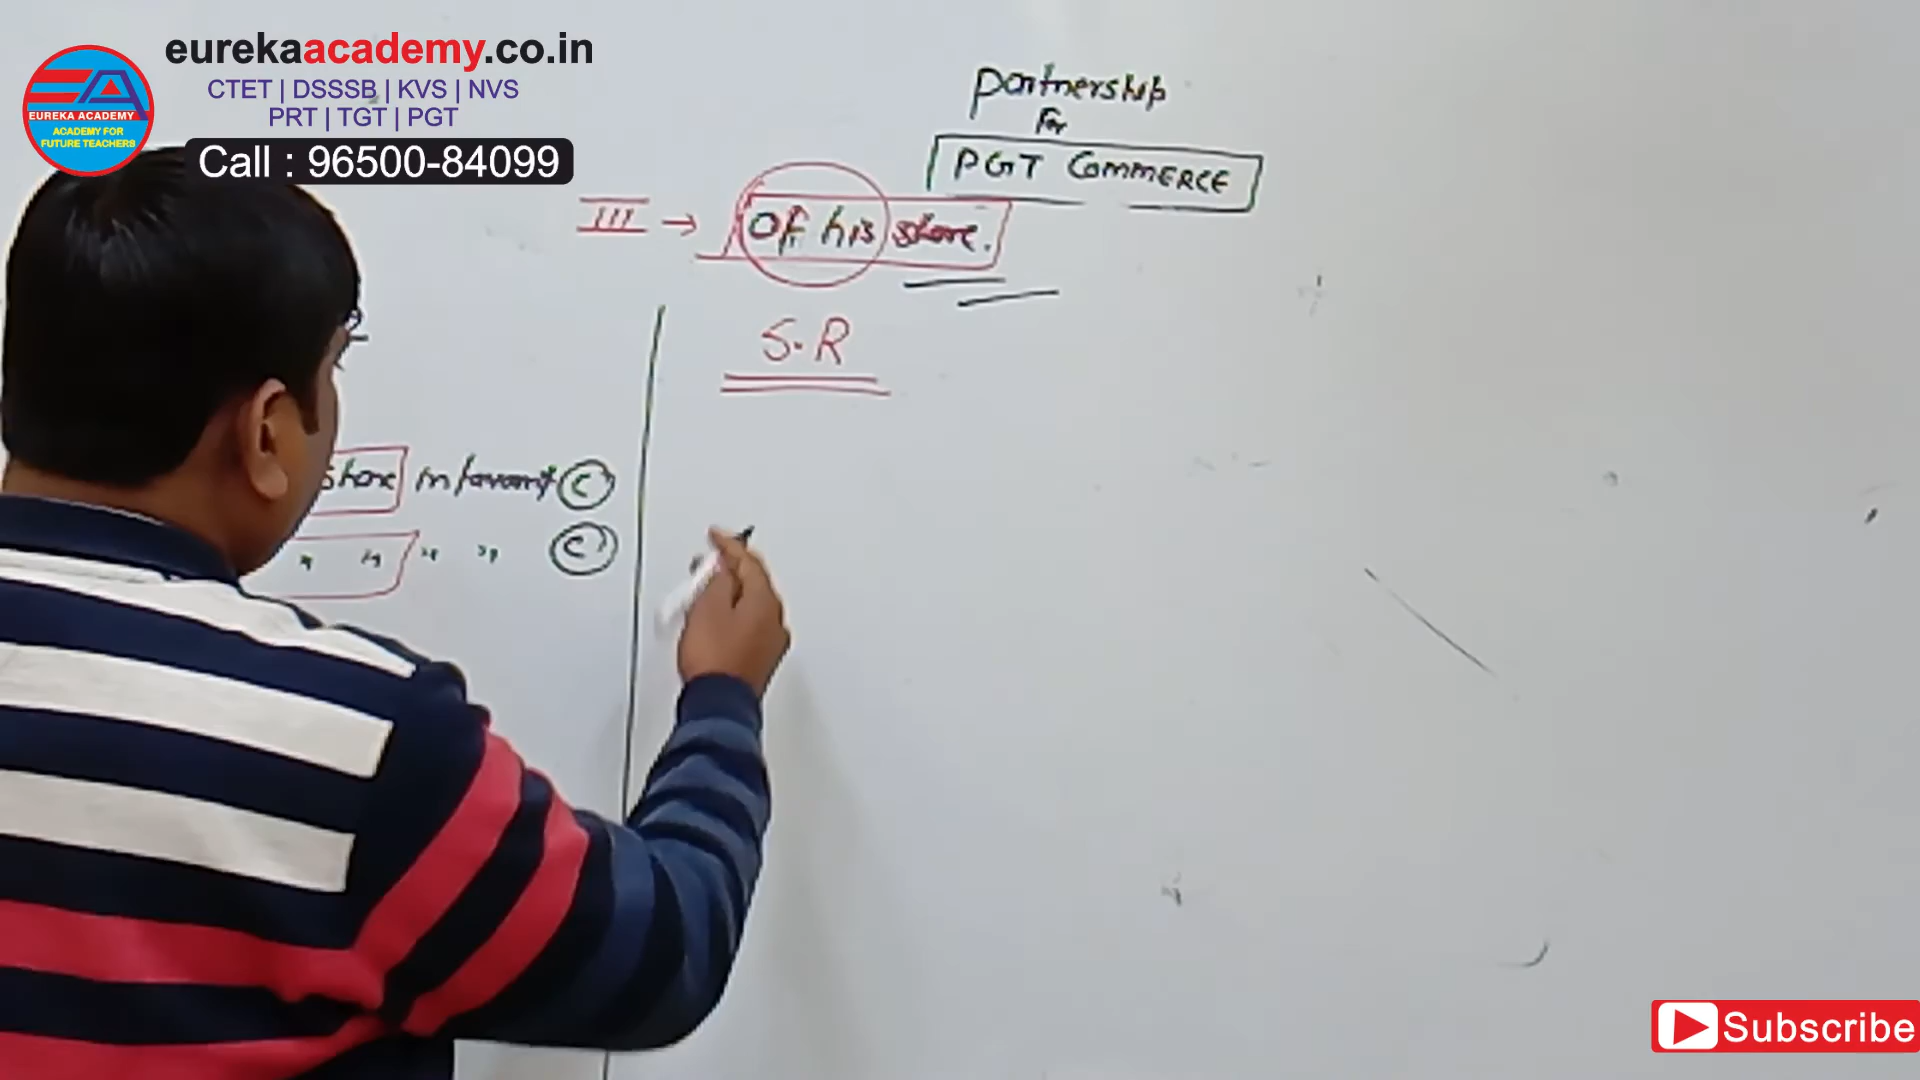 eurekaacademy.co.in
CTET | DSSSB | KVS | NVS
PRT | TGT | PGT
Call : 96500-84099
EUREKA ACADEMY
ACADEMY FOR
FUTURE TEACHERS
Partnership
For
PGT COMMERCE
III → Of his share.
S.R
2
share in favour of C
" " " " C
Subscribe